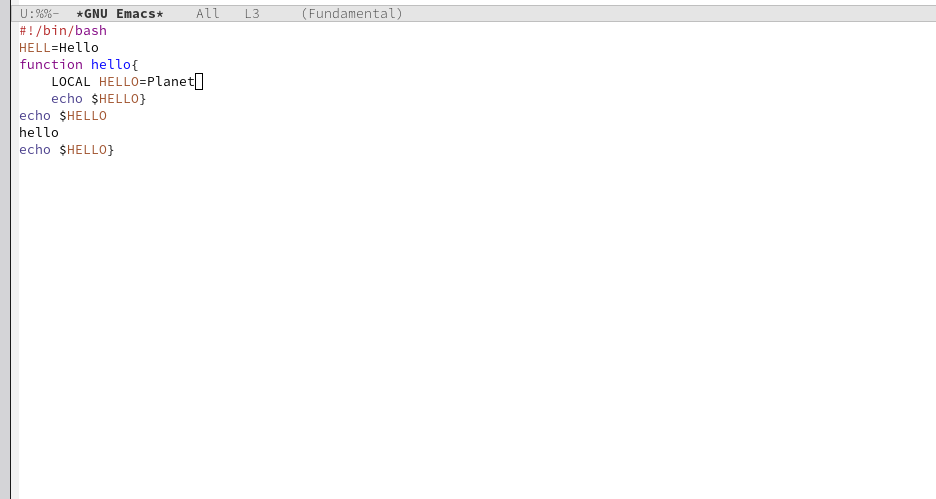 U:%%-  *GNU Emacs*    All   L3     (Fundamental)
#!/bin/bash
HELL=Hello
function hello{
    LOCAL HELLO=Planet
    echo $HELLO}
echo $HELLO
hello
echo $HELLO}